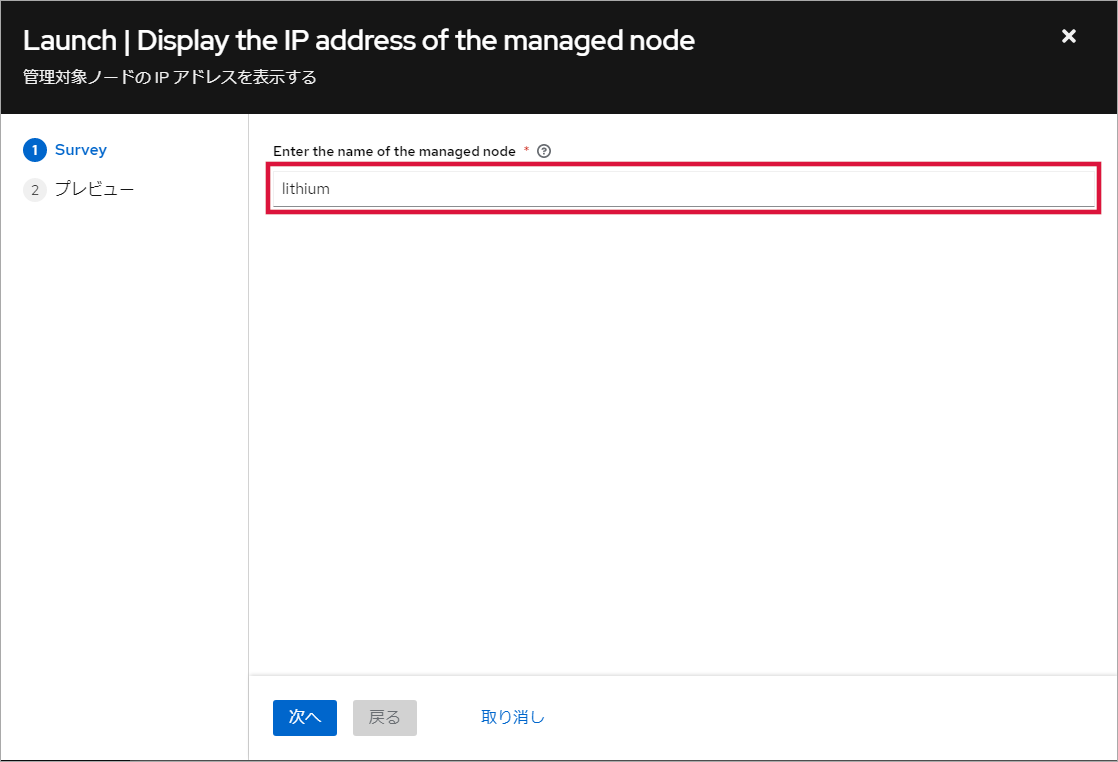 Launch | Display the IP address of the managed node
管理対象ノードの IP アドレスを表示する
1 Survey
2 プレビュー
Enter the name of the managed node *
lithium
次へ 戻る 取り消し